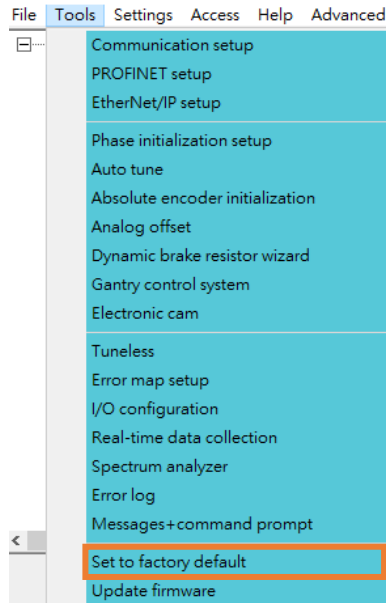 File Tools Settings Access Help Advanced
Communication setup
PROFINET setup
EtherNet/IP setup
Phase initialization setup
Auto tune
Absolute encoder initialization
Analog offset
Dynamic brake resistor wizard
Gantry control system
Electronic cam
Tuneless
Error map setup
I/O configuration
Real-time data collection
Spectrum analyzer
Error log
Messages+command prompt
Set to factory default
Update firmware